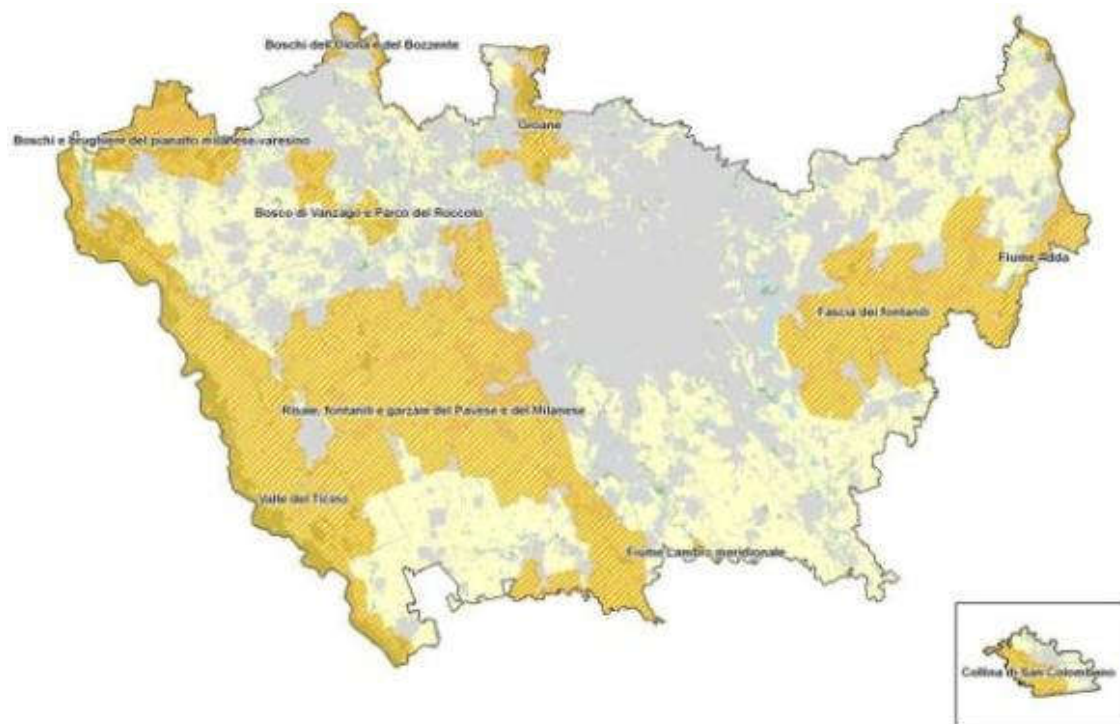 Boschi dell'Olona e del Bozzente
Groane
Boschi e brughiere del pianalto milanese-varesino
Bosco di Vanzago e Parco del Roccolo
Fiume Adda
Fascia dei fontanili
Risaie, fontanili e garzaie del Pavese e del Milanese
Valle del Ticino
Fiume Lambro meridionale
Collina di San Colombano